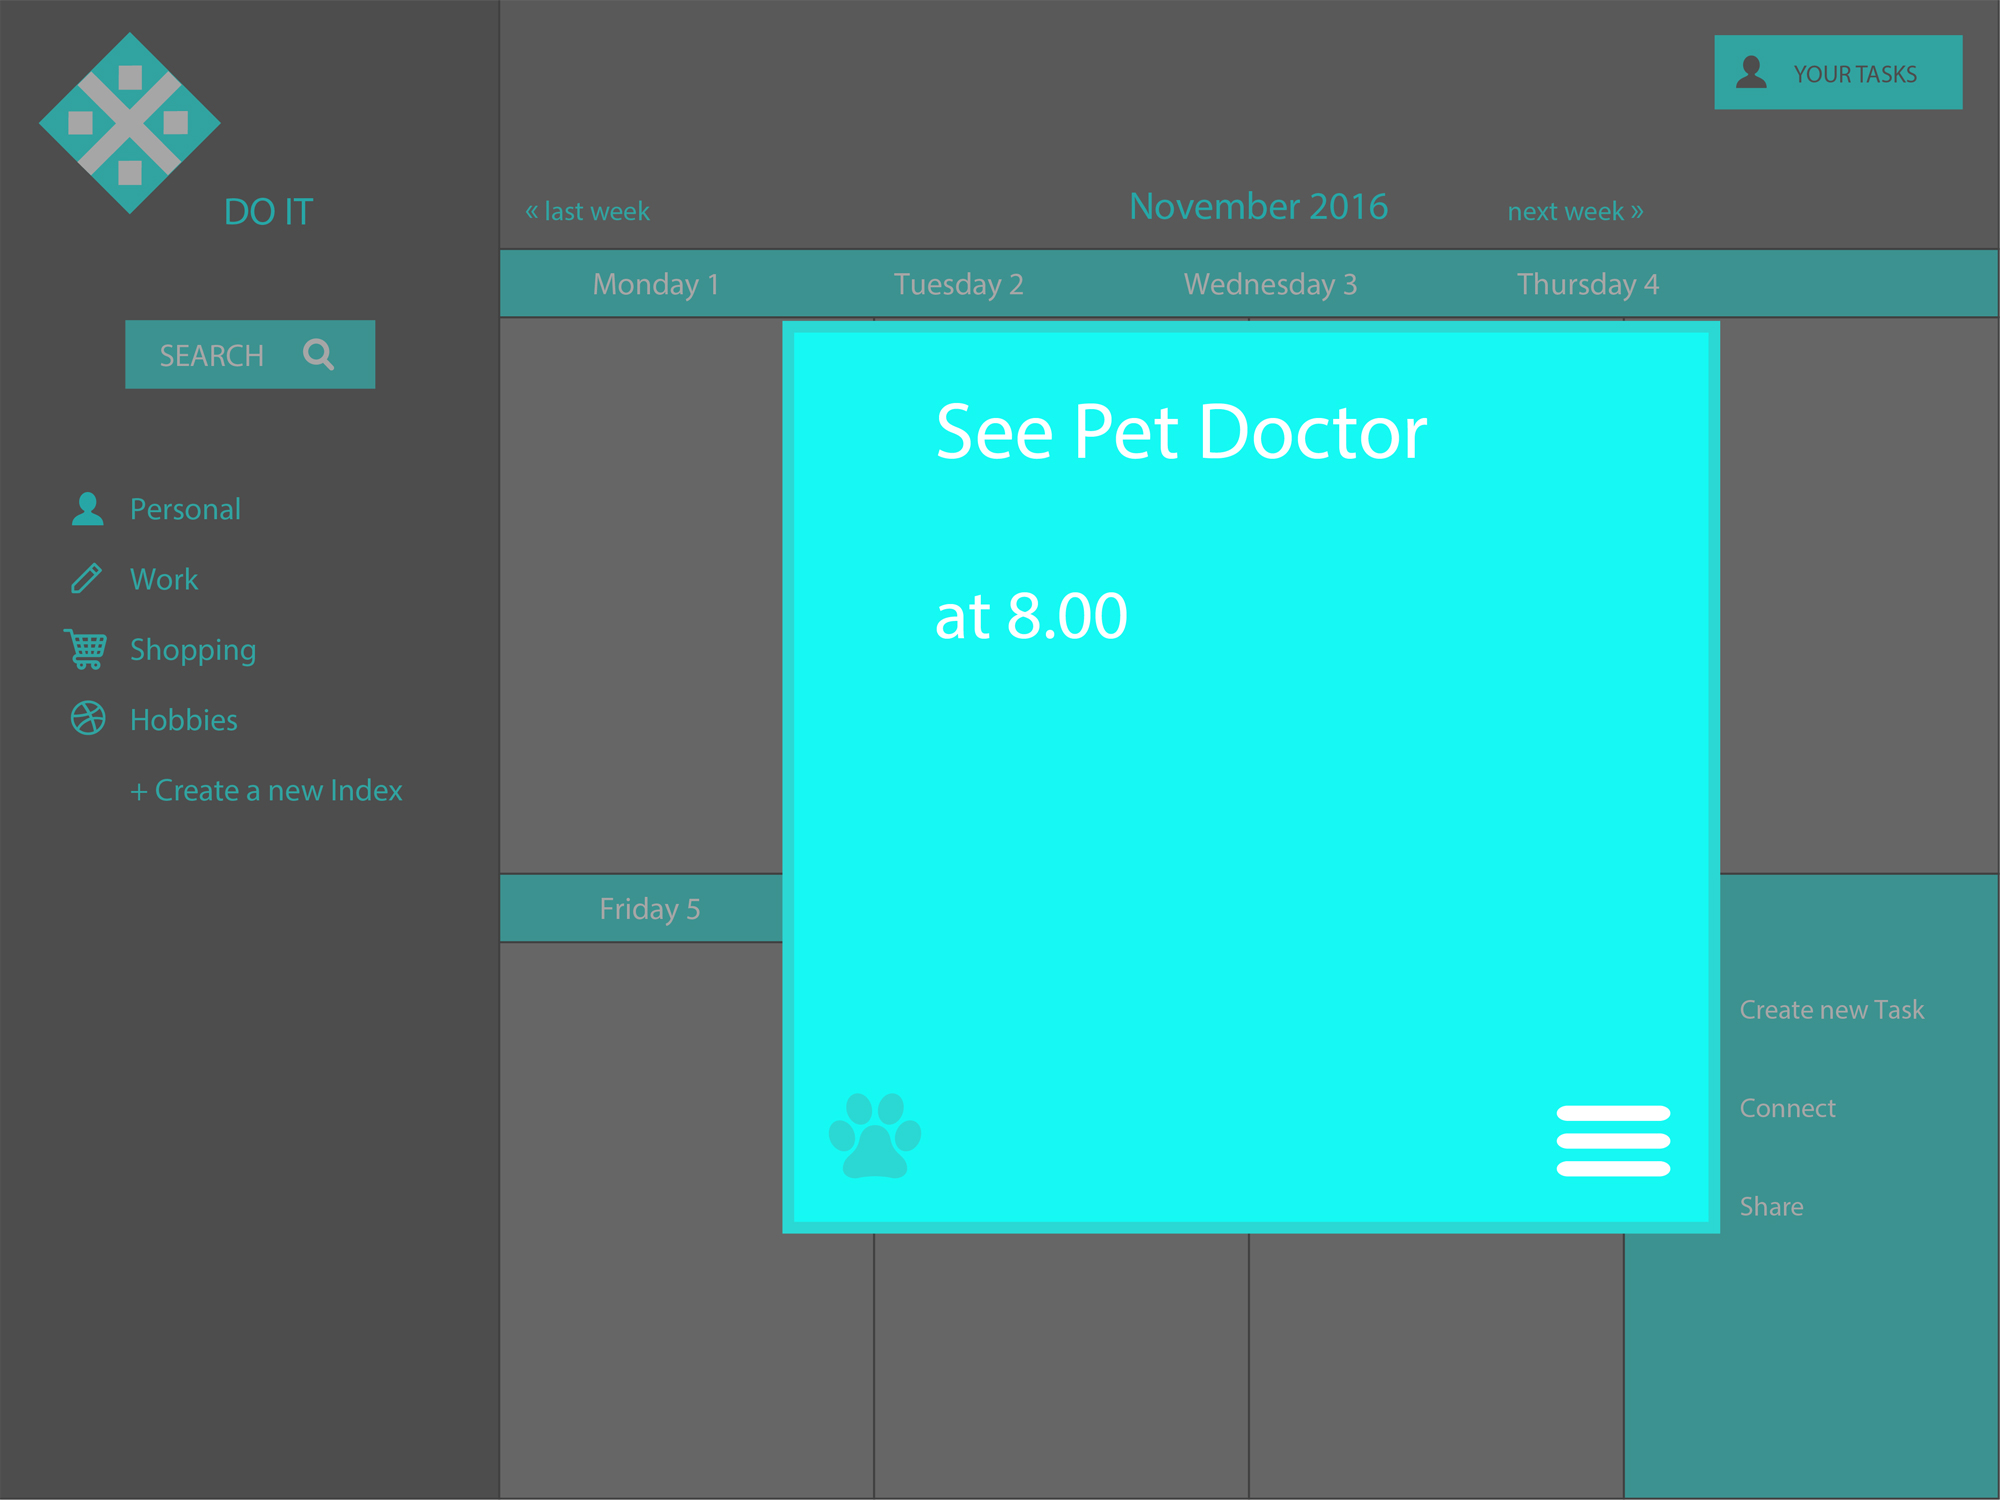 DO IT
SEARCH
Personal
Work
Shopping
Hobbies
+ Create a new Index
YOUR TASKS
« last week
November 2016
next week »
Monday 1
Tuesday 2
Wednesday 3
Thursday 4
See Pet Doctor
at 8.00
Friday 5
Create new Task
Connect
Share